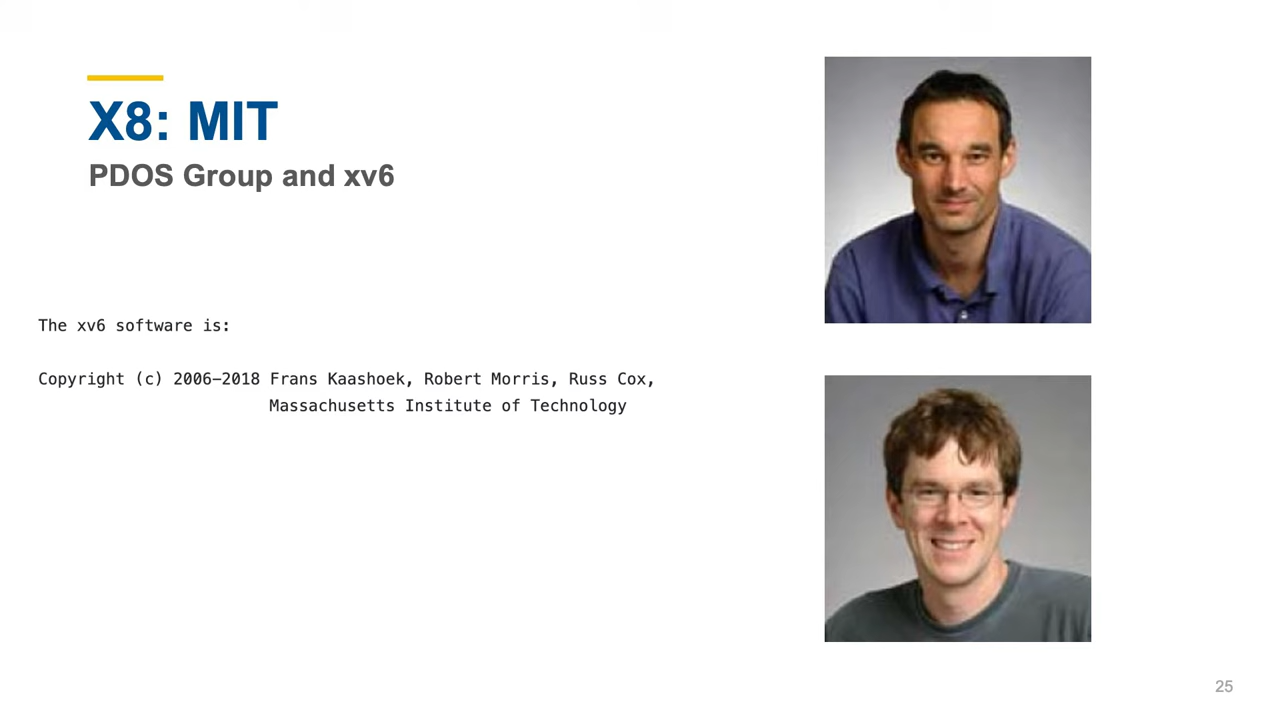 X8: MIT
PDOS Group and xv6
The xv6 software is:
Copyright (c) 2006–2018 Frans Kaashoek, Robert Morris, Russ Cox,
Massachusetts Institute of Technology
25